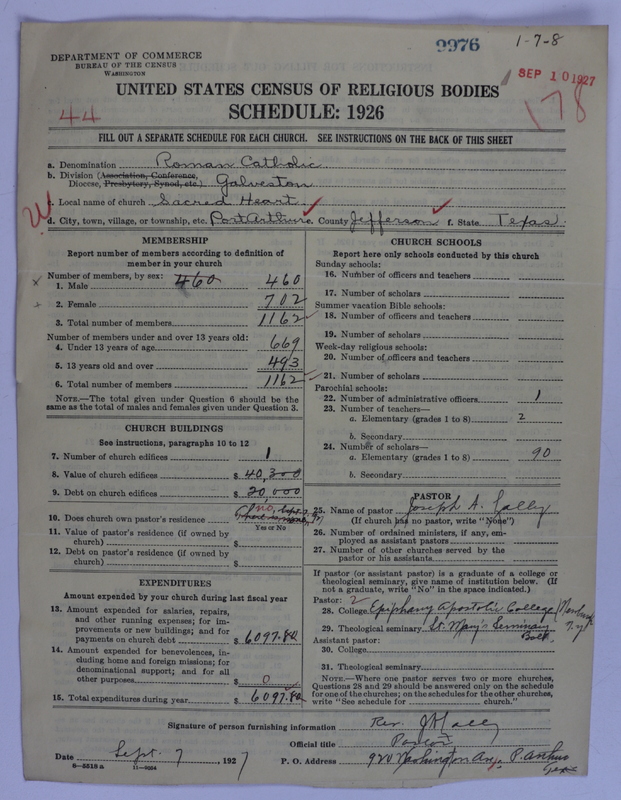 9976
1-7-8
DEPARTMENT OF COMMERCE
BUREAU OF THE CENSUS
WASHINGTON
SEP 10 1927
UNITED STATES CENSUS OF RELIGIOUS BODIES
SCHEDULE: 1926
44
178
FILL OUT A SEPARATE SCHEDULE FOR EACH CHURCH. SEE INSTRUCTIONS ON THE BACK OF THIS SHEET
a. Denomination Roman Catholic
b. Division (Association, Conference,
Diocese, Presbytery, Synod, etc.) Galveston
c. Local name of church Sacred Heart
d. City, town, village, or township, etc. Port Arthur e. County Jefferson f. State Texas
MEMBERSHIP
Report number of members according to definition of
member in your church
Number of members, by sex: 460
1. Male 460
2. Female 702
3. Total number of members 1162
Number of members under and over 13 years old:
4. Under 13 years of age 669
5. 13 years old and over 493
6. Total number of members 1162
NOTE.—The total given under Question 6 should be the
same as the total of males and females given under Question 3.
CHURCH BUILDINGS
See instructions, paragraphs 10 to 12
7. Number of church edifices 1
8. Value of church edifices $ 40,300
9. Debt on church edifices $ 20,000
10. Does church own pastor's residence no,
Yes or No
11. Value of pastor's residence (if owned by
church) $
12. Debt on pastor's residence (if owned by
church) $
EXPENDITURES
Amount expended by your church during last fiscal year
13. Amount expended for salaries, repairs,
and other running expenses; for im-
provements or new buildings; and for
payments on church debt $ 6097.82
14. Amount expended for benevolences, in-
cluding home and foreign missions; for
denominational support; and for all
other purposes $ 0
15. Total expenditures during year $ 6097.82
CHURCH SCHOOLS
Report here only schools conducted by this church
Sunday schools:
16. Number of officers and teachers
17. Number of scholars
Summer vacation Bible schools:
18. Number of officers and teachers
19. Number of scholars
Week-day religious schools:
20. Number of officers and teachers
21. Number of scholars
Parochial schools:
22. Number of administrative officers 1
23. Number of teachers—
a. Elementary (grades 1 to 8) 2
b. Secondary
24. Number of scholars—
a. Elementary (grades 1 to 8) 90
b. Secondary
PASTOR
25. Name of pastor Joseph A. Lally
(If church has no pastor, write "None")
26. Number of ordained ministers, if any, em-
ployed as assistant pastors
27. Number of other churches served by the
pastor or his assistants
If pastor (or assistant pastor) is a graduate of a college or
theological seminary, give name of institution below. (If
not a graduate, write "No" in the space indicated.)
Pastor: 2
28. College Epiphany Apostolic College
N.Y.
29. Theological seminary St. Mary's Seminary
Balt.
Assistant pastor:
30. College
31. Theological seminary
NOTE.—Where one pastor serves two or more churches,
Questions 28 and 29 should be answered only on the schedule
for one of the churches; on the schedules for the other churches,
write "See schedule for church."
Signature of person furnishing information Rev. J A Lally
Official title Pastor
Date Sept. 7, 1927
P. O. Address 920 Washington Ave, P. Arthur
Texas
8—5518 a